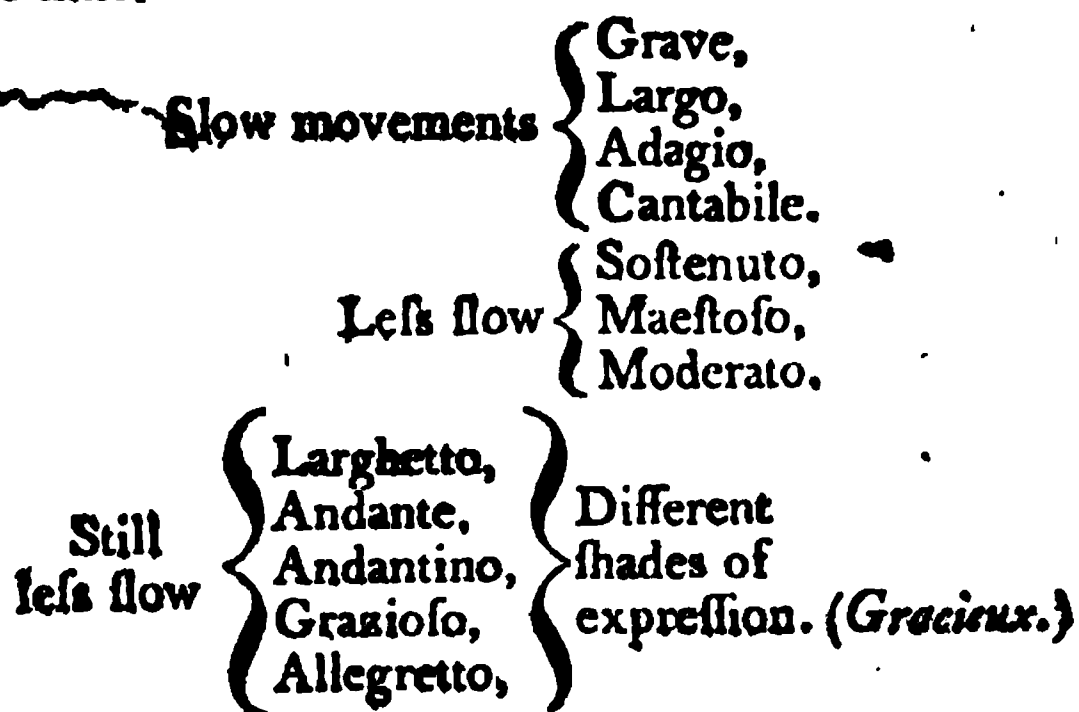 Slow movements
Grave,
Largo,
Adagio,
Cantabile.
Leſs ſlow
Soſtenuto,
Maeſtoſo,
Moderato.
Still
leſs ſlow
Larghetto,
Andante,
Andantino,
Grazioſo,
Allegretto,
Different
ſhades of
expreſſion. (Gracieux.)